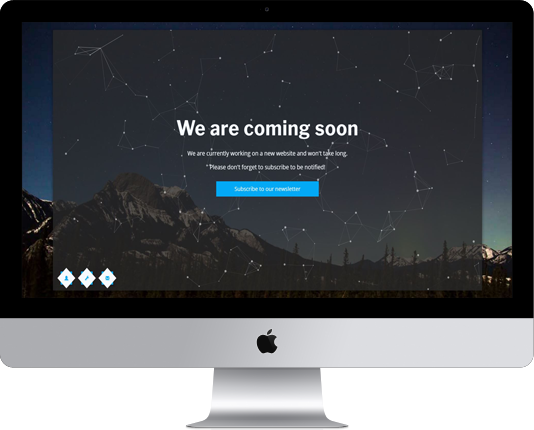 We are coming soon
We are currently working on a new website and won't take long.
Please don't forget to subscribe to be notified!
Subscribe to our newsletter